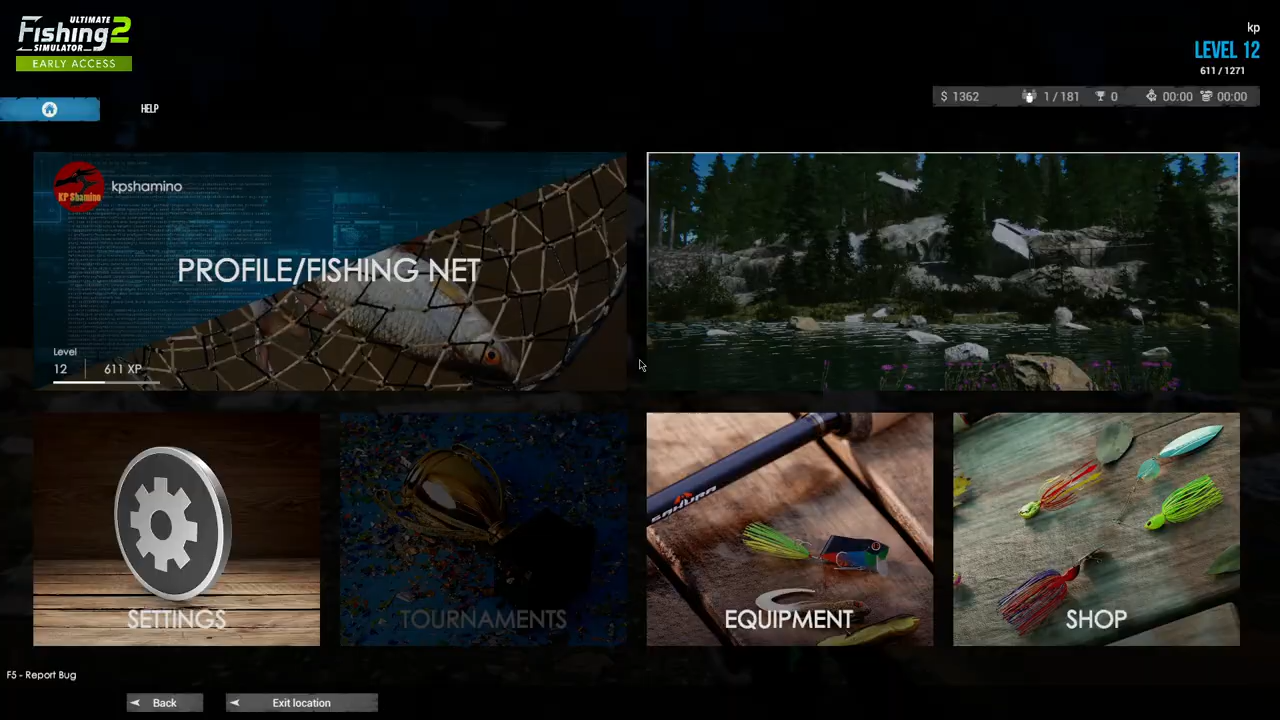 ULTIMATE
Fishing 2
SIMULATOR
EARLY ACCESS
kp
LEVEL 12
611 / 1271
HELP
$ 1362
1 / 181
0
00:00
00:00
KP Shamino
kpshamino
PROFILE/FISHING NET
Level
12
611 XP
SAKURA
SETTINGS
TOURNAMENTS
EQUIPMENT
SHOP
F5 - Report Bug
Back
Exit location